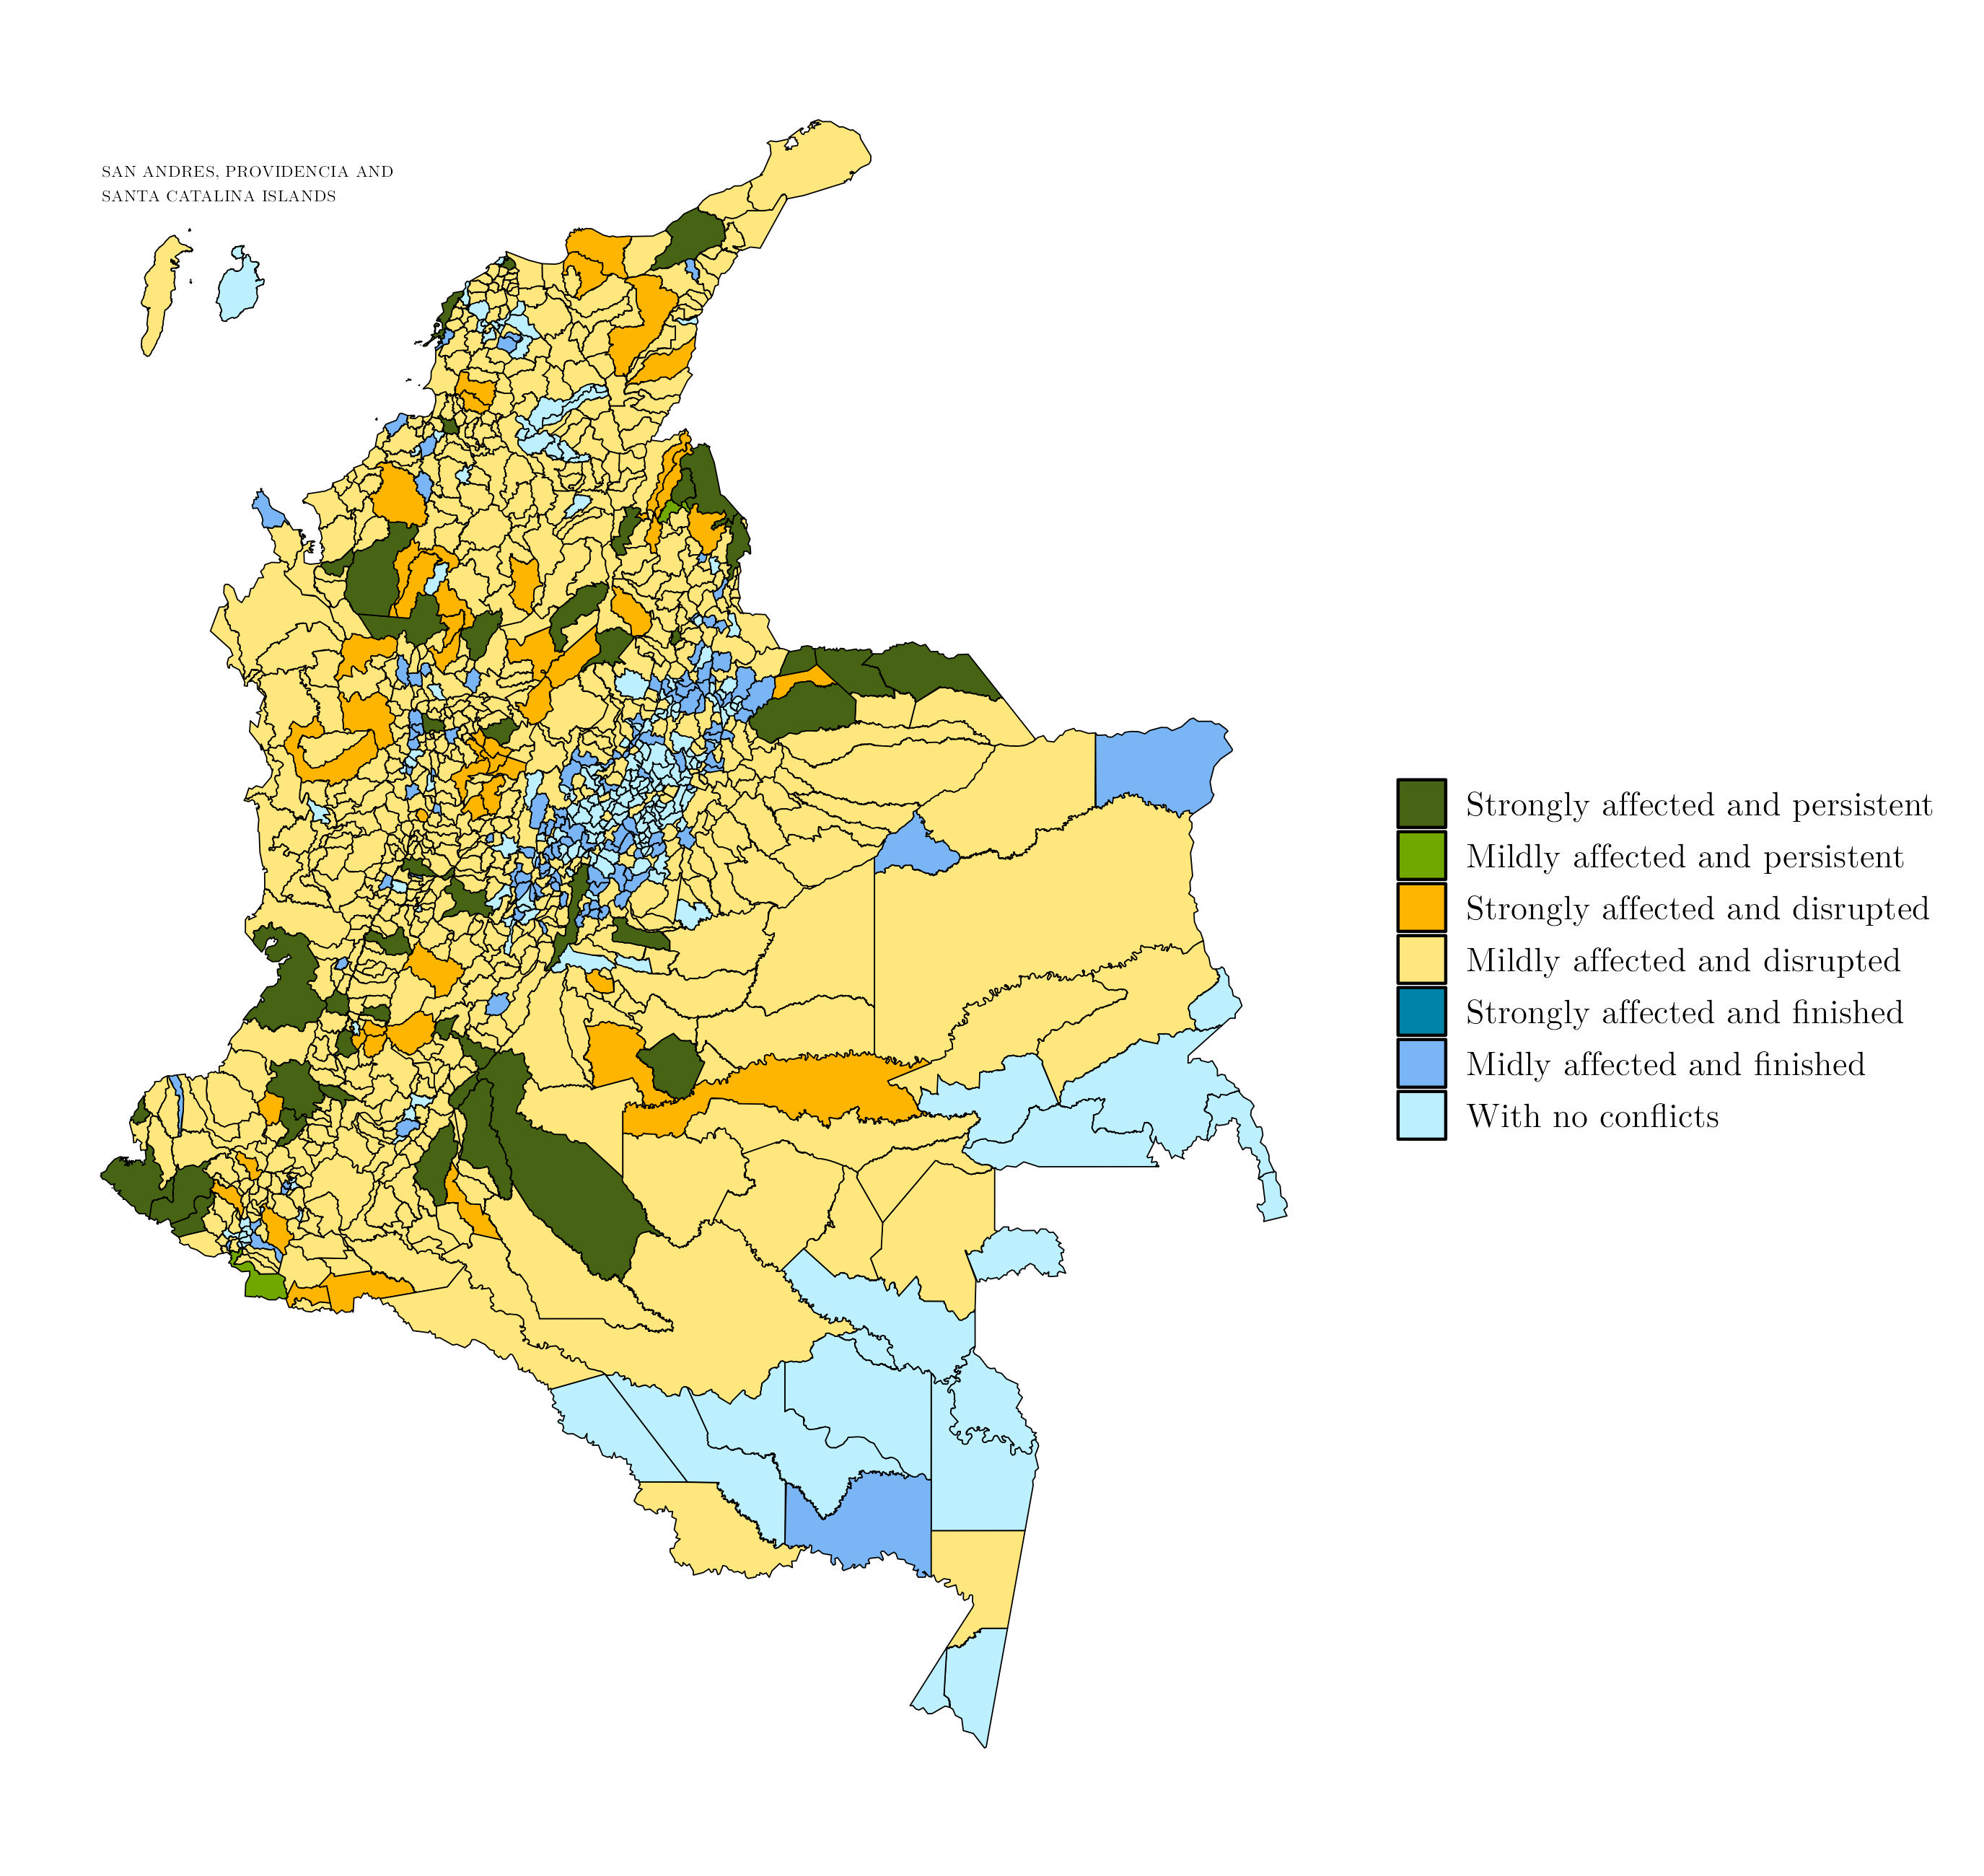 SAN ANDRES, PROVIDENCIA AND
SANTA CATALINA ISLANDS
Strongly affected and persistent
Mildly affected and persistent
Strongly affected and disrupted
Mildly affected and disrupted
Strongly affected and finished
Midly affected and finished
With no conflicts